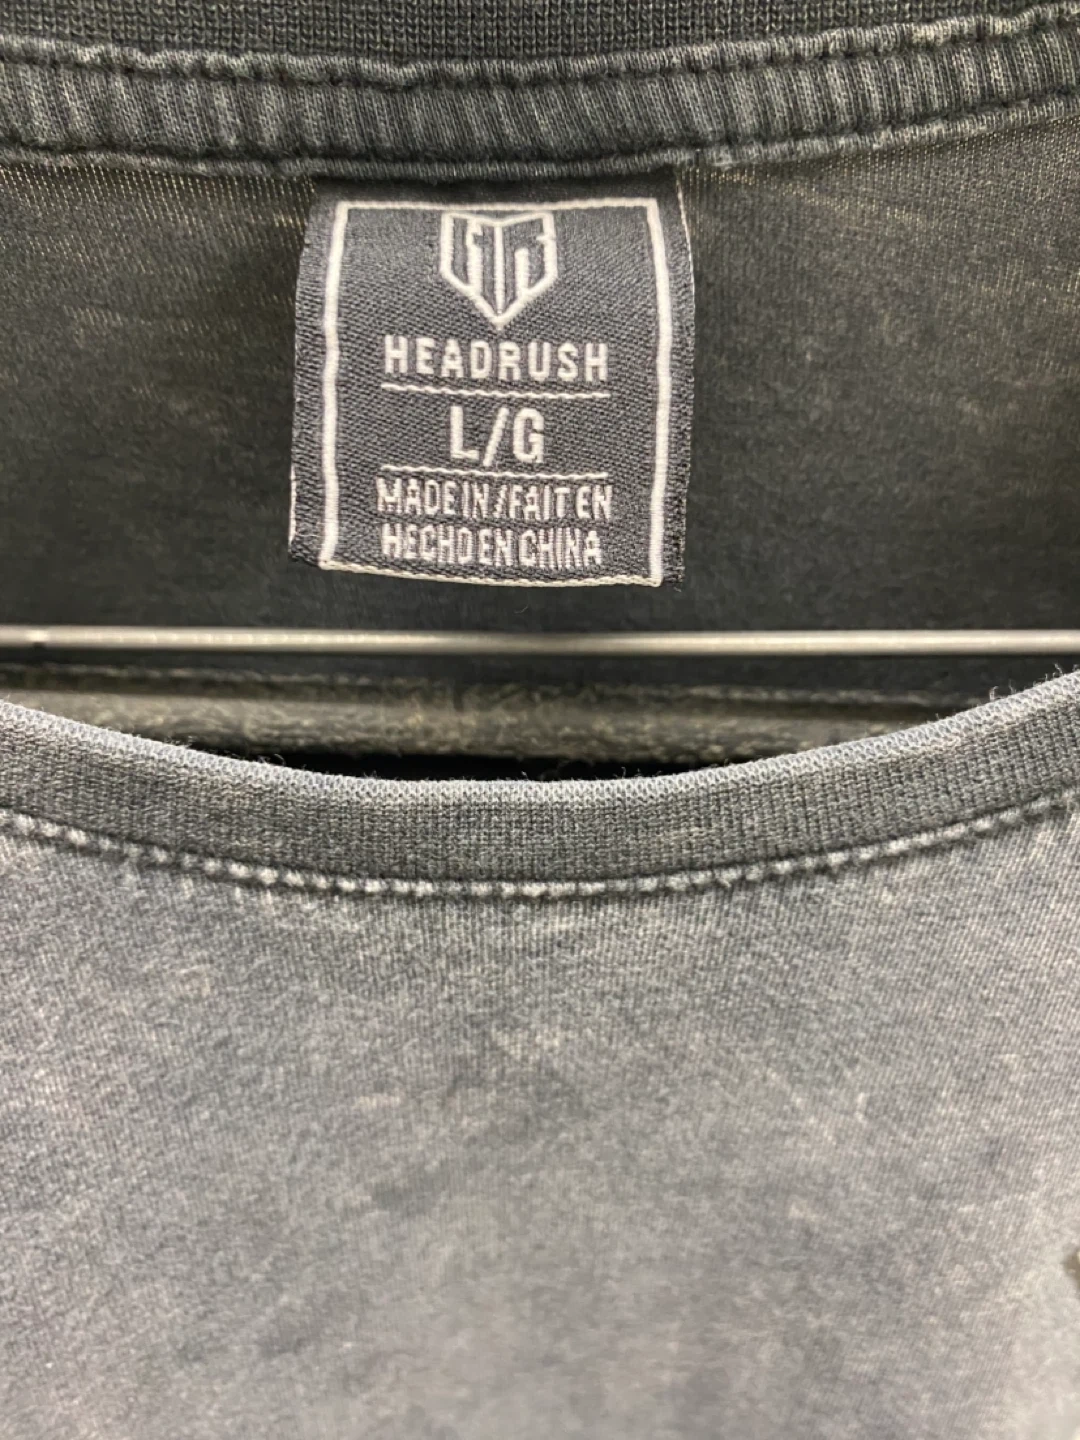 HEADRUSH
L/G
MADE IN/FAIT EN
HECHO EN CHINA